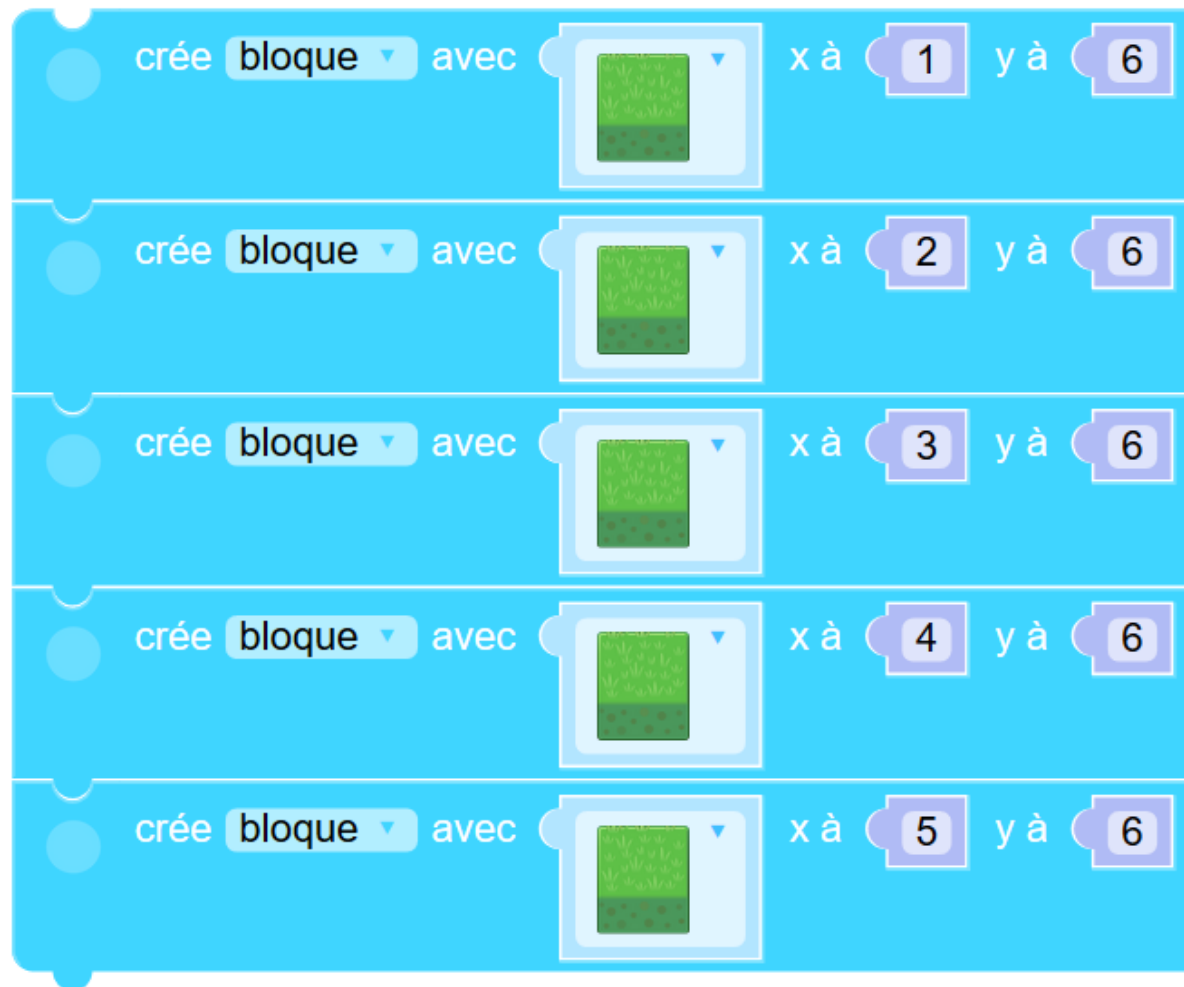 crée bloque avec x à 1 y à 6
crée bloque avec x à 2 y à 6
crée bloque avec x à 3 y à 6
crée bloque avec x à 4 y à 6
crée bloque avec x à 5 y à 6